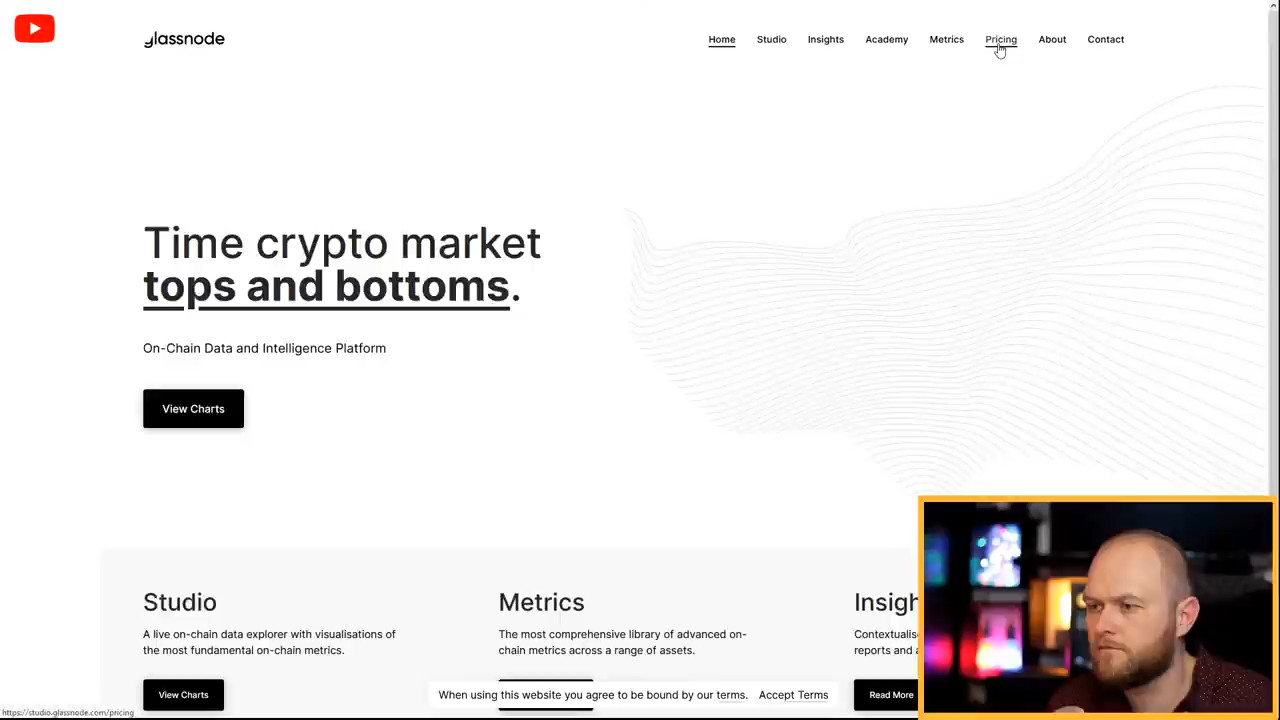 glassnode
Home Studio Insights Academy Metrics Pricing About Contact
Time crypto market
tops and bottoms.
On-Chain Data and Intelligence Platform
View Charts
Studio
A live on-chain data explorer with visualisations of
the most fundamental on-chain metrics.
View Charts
Metrics
The most comprehensive library of advanced on-
chain metrics across a range of assets.
Insigh
Contextualis
reports and a
Read More
When using this website you agree to be bound by our terms. Accept Terms
https://studio.glassnode.com/pricing